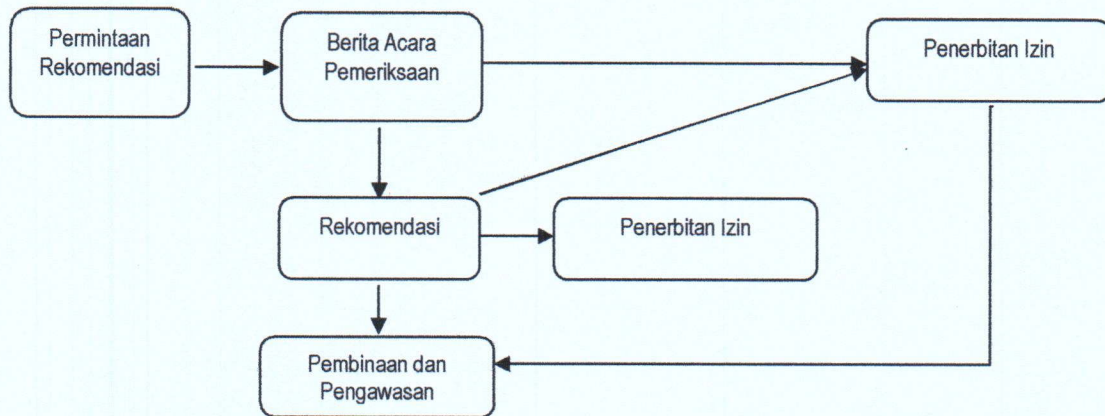 Permintaan
Rekomendasi
Berita Acara
Pemeriksaan
Penerbitan Izin
Rekomendasi
Penerbitan Izin
Pembinaan dan
Pengawasan